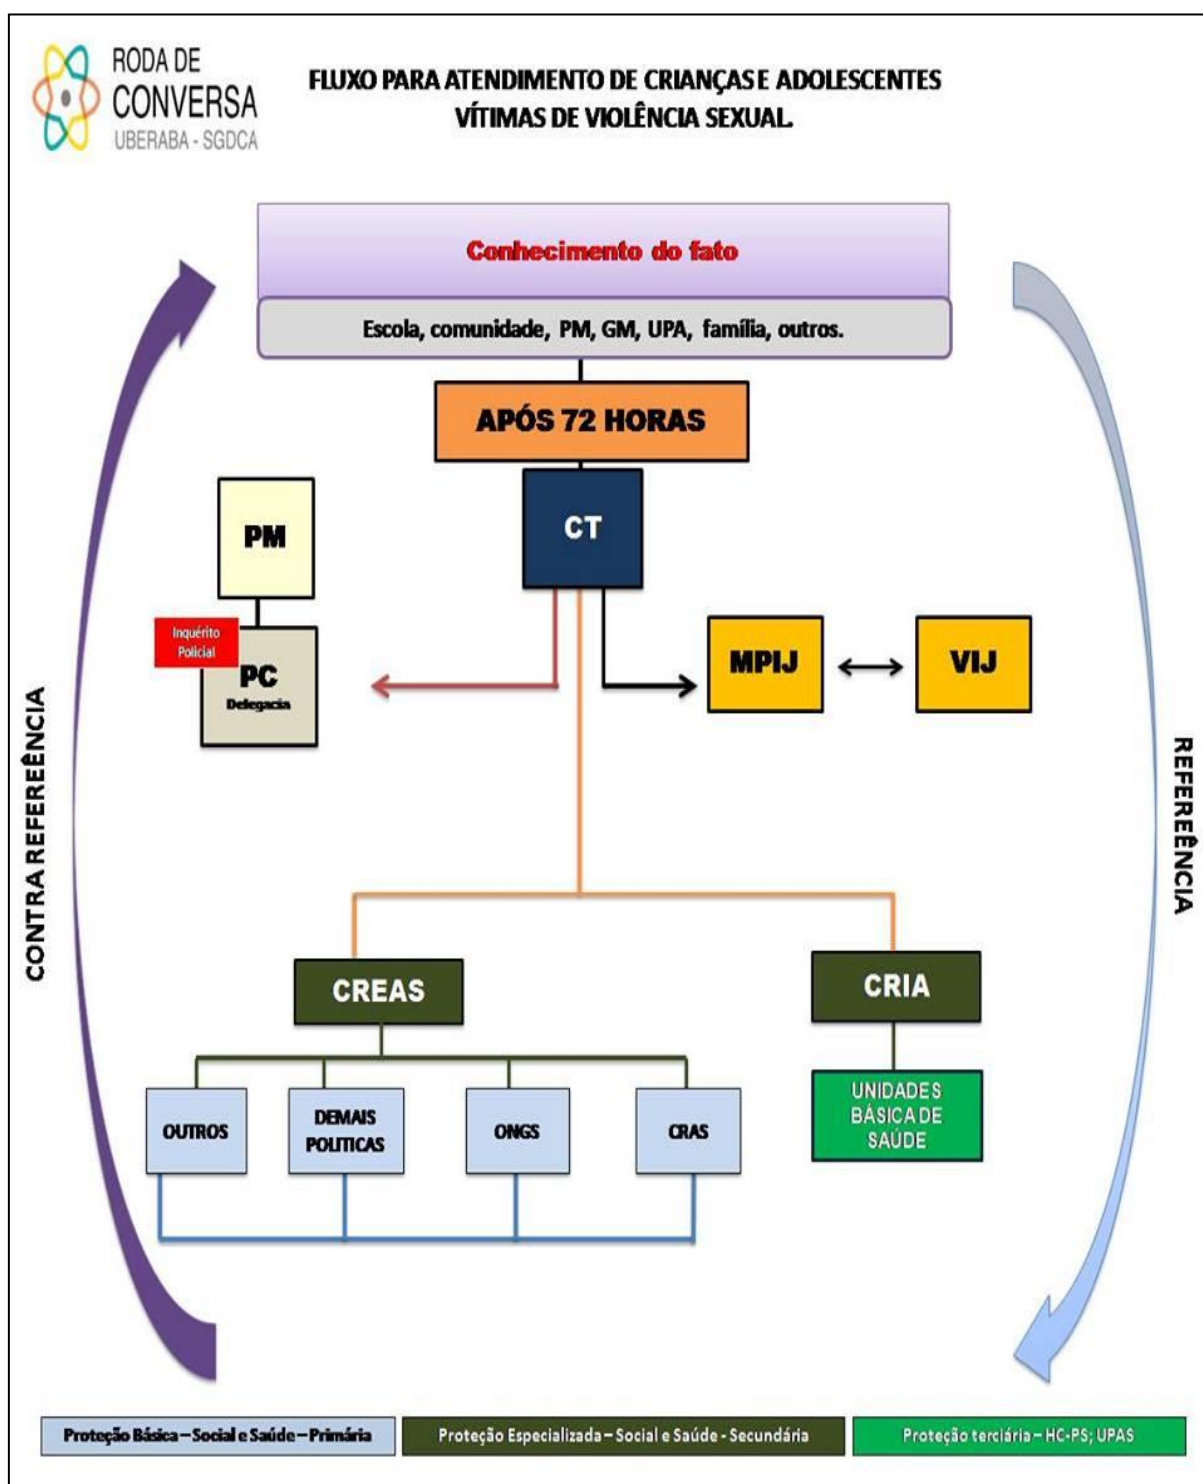 RODA DE
CONVERSA
UBERABA - SGDCA
FLUXO PARA ATENDIMENTO DE CRIANÇAS E ADOLESCENTES
VÍTIMAS DE VIOLÊNCIA SEXUAL.
Conhecimento do fato
Escola, comunidade, PM, GM, UPA, família, outros.
APÓS 72 HORAS
CT
PM
Inquérito
Policial
PC
Delegacia
MPIJ
VIJ
CONTRA REFEREÊNCIA
REFEREÊNCIA
CREAS
CRIA
OUTROS
DEMAIS
POLITICAS
ONGS
CRAS
UNIDADES
BÁSICA DE
SAÚDE
Proteção Básica – Social e Saúde – Primária
Proteção Especializada – Social e Saúde - Secundária
Proteção terciária – HC-PS; UPAS